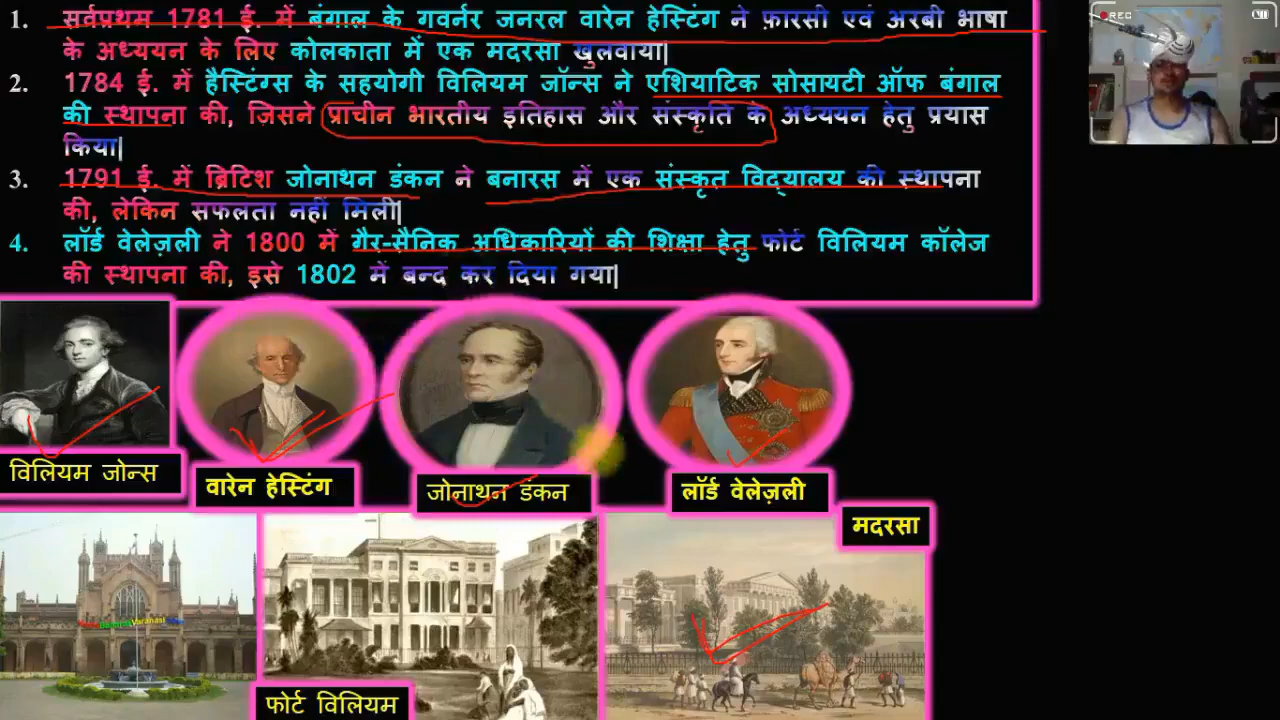 1. सर्वप्रथम 1781 ई. में बंगाल के गवर्नर जनरल वारेन हेस्टिंग ने फ़ारसी एवं अरबी भाषा
के अध्ययन के लिए कोलकाता में एक मदरसा खुलवाया|
2. 1784 ई. में हैस्टिंग्स के सहयोगी विलियम जॉन्स ने एशियाटिक सोसायटी ऑफ बंगाल
की स्थापना की, जिसने प्राचीन भारतीय इतिहास और संस्कृति के अध्ययन हेतु प्रयास
किया|
3. 1791 ई. में ब्रिटिश जोनाथन डंकन ने बनारस में एक संस्कृत विद्यालय की स्थापना
की, लेकिन सफलता नहीं मिली|
4. लॉर्ड वेलेज़ली ने 1800 में गैर-सैनिक अधिकारियों की शिक्षा हेतु फोर्ट विलियम कॉलेज
की स्थापना की, इसे 1802 में बन्द कर दिया गया|
REC
विलियम जोन्स
वारेन हेस्टिंग
जोनाथन डंकन
लॉर्ड वेलेज़ली
मदरसा
Varanasi
फोर्ट विलियम